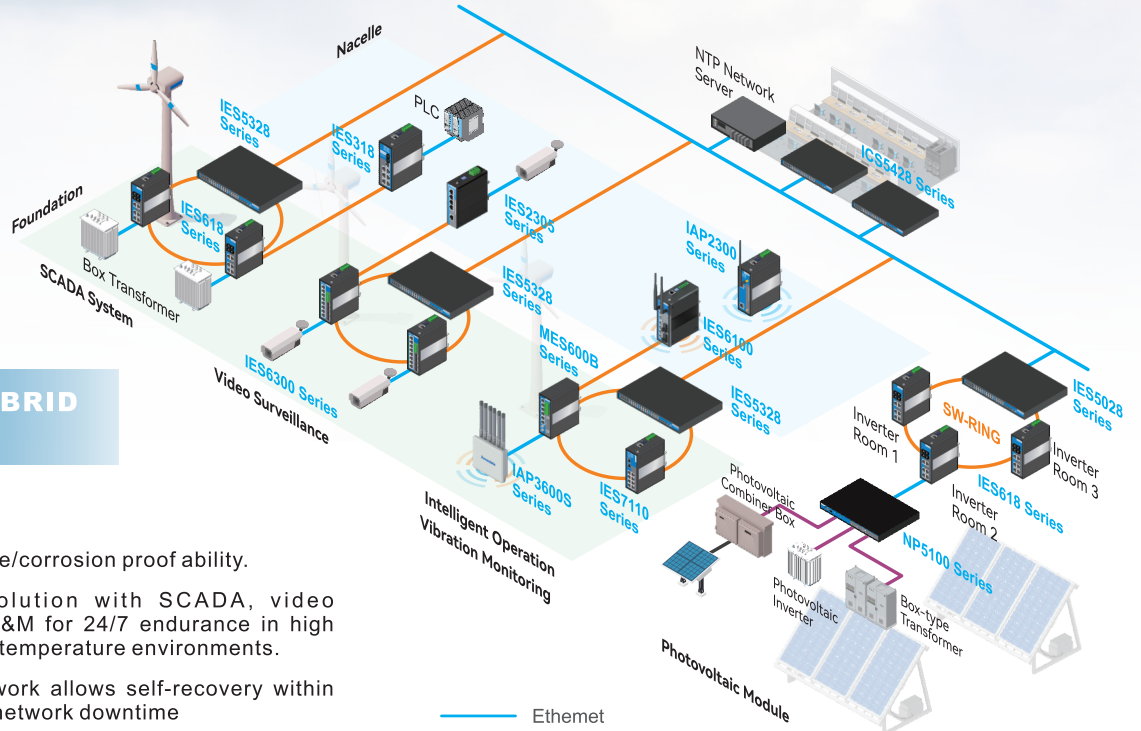 Nacelle
NTP Network
Server
PLC
IES5328
Series
IES318
Series
ICS5428 Series
Foundation
IES618
Series
IES2305
Series
IAP2300
Series
Box Transformer
SCADA System
IES5328
Series
IES6100
Series
MES600B
Series
IES6300 Series
Video Surveillance
IES5328
Series
IES5028
Series
SW-RING
Inverter
Room 1
Inverter
Room 3
BRID
IAP3600S
Series
IES7110
Series
Photovoltaic
Combiner Box
Inverter
Room 2
IES618 Series
Intelligent Operation
Vibration Monitoring
NP5100 Series
e/corrosion proof ability.
Photovoltaic
Inverter
Box-type
Transformer
olution with SCADA, video
&M for 24/7 endurance in high
temperature environments.
Photovoltaic Module
work allows self-recovery within
network downtime
Ethemet